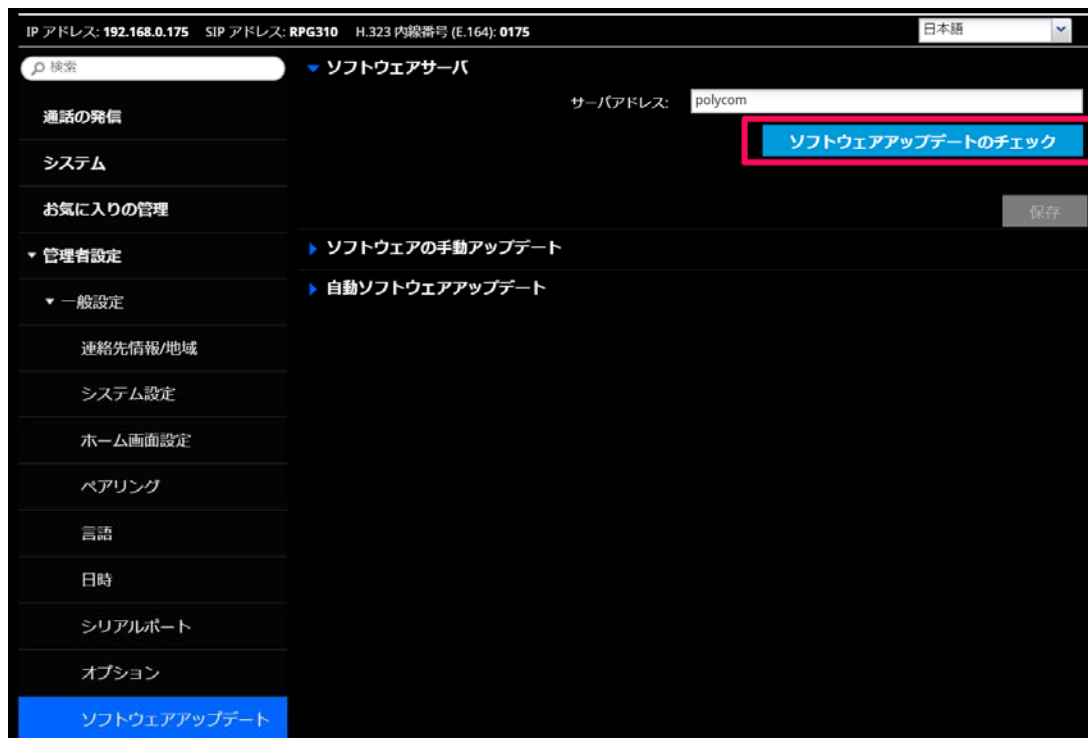 IP アドレス: 192.168.0.175 SIP アドレス: RPG310 H.323 内線番号 (E.164): 0175 日本語
検索
通話の発信
システム
お気に入りの管理
管理者設定
一般設定
連絡先情報/地域
システム設定
ホーム画面設定
ペアリング
言語
日時
シリアルポート
オプション
ソフトウェアアップデート
ソフトウェアサーバ
サーバアドレス: polycom
ソフトウェアアップデートのチェック
保存
ソフトウェアの手動アップデート
自動ソフトウェアアップデート